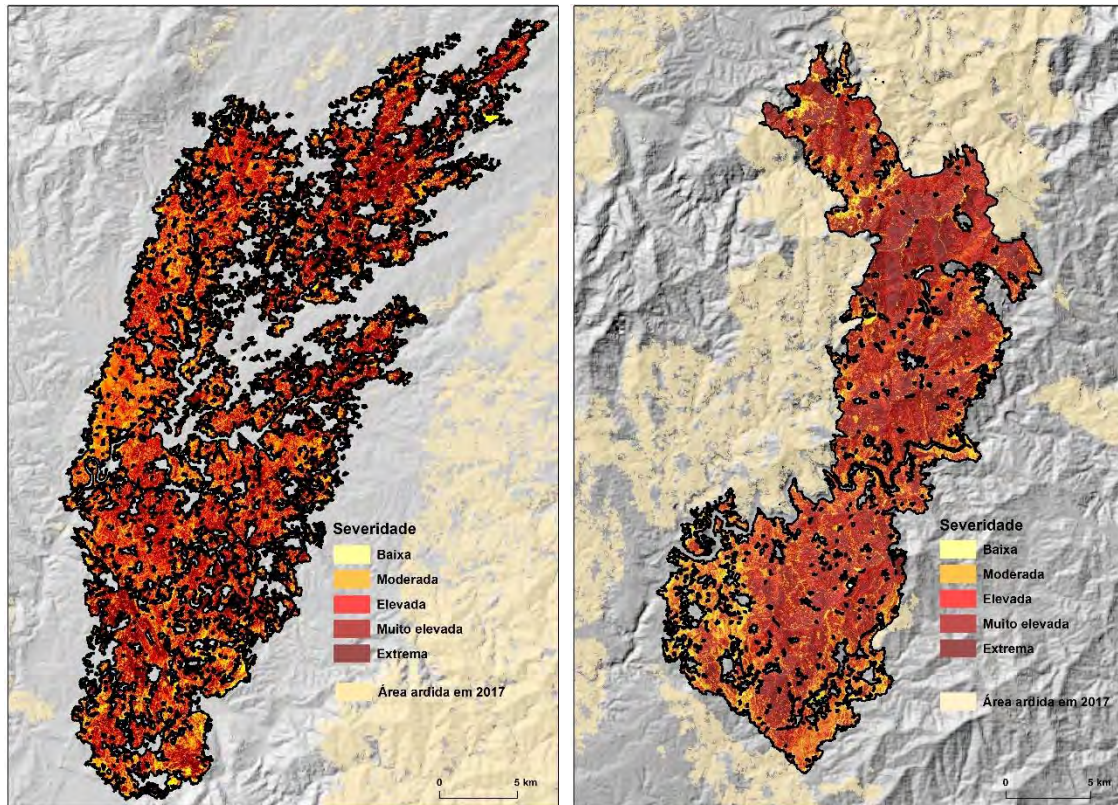 Severidade
Baixa
Moderada
Elevada
Muito elevada
Extrema
Área ardida em 2017
0 5 km
Severidade
Baixa
Moderada
Elevada
Muito elevada
Extrema
Área ardida em 2017
0 5 km